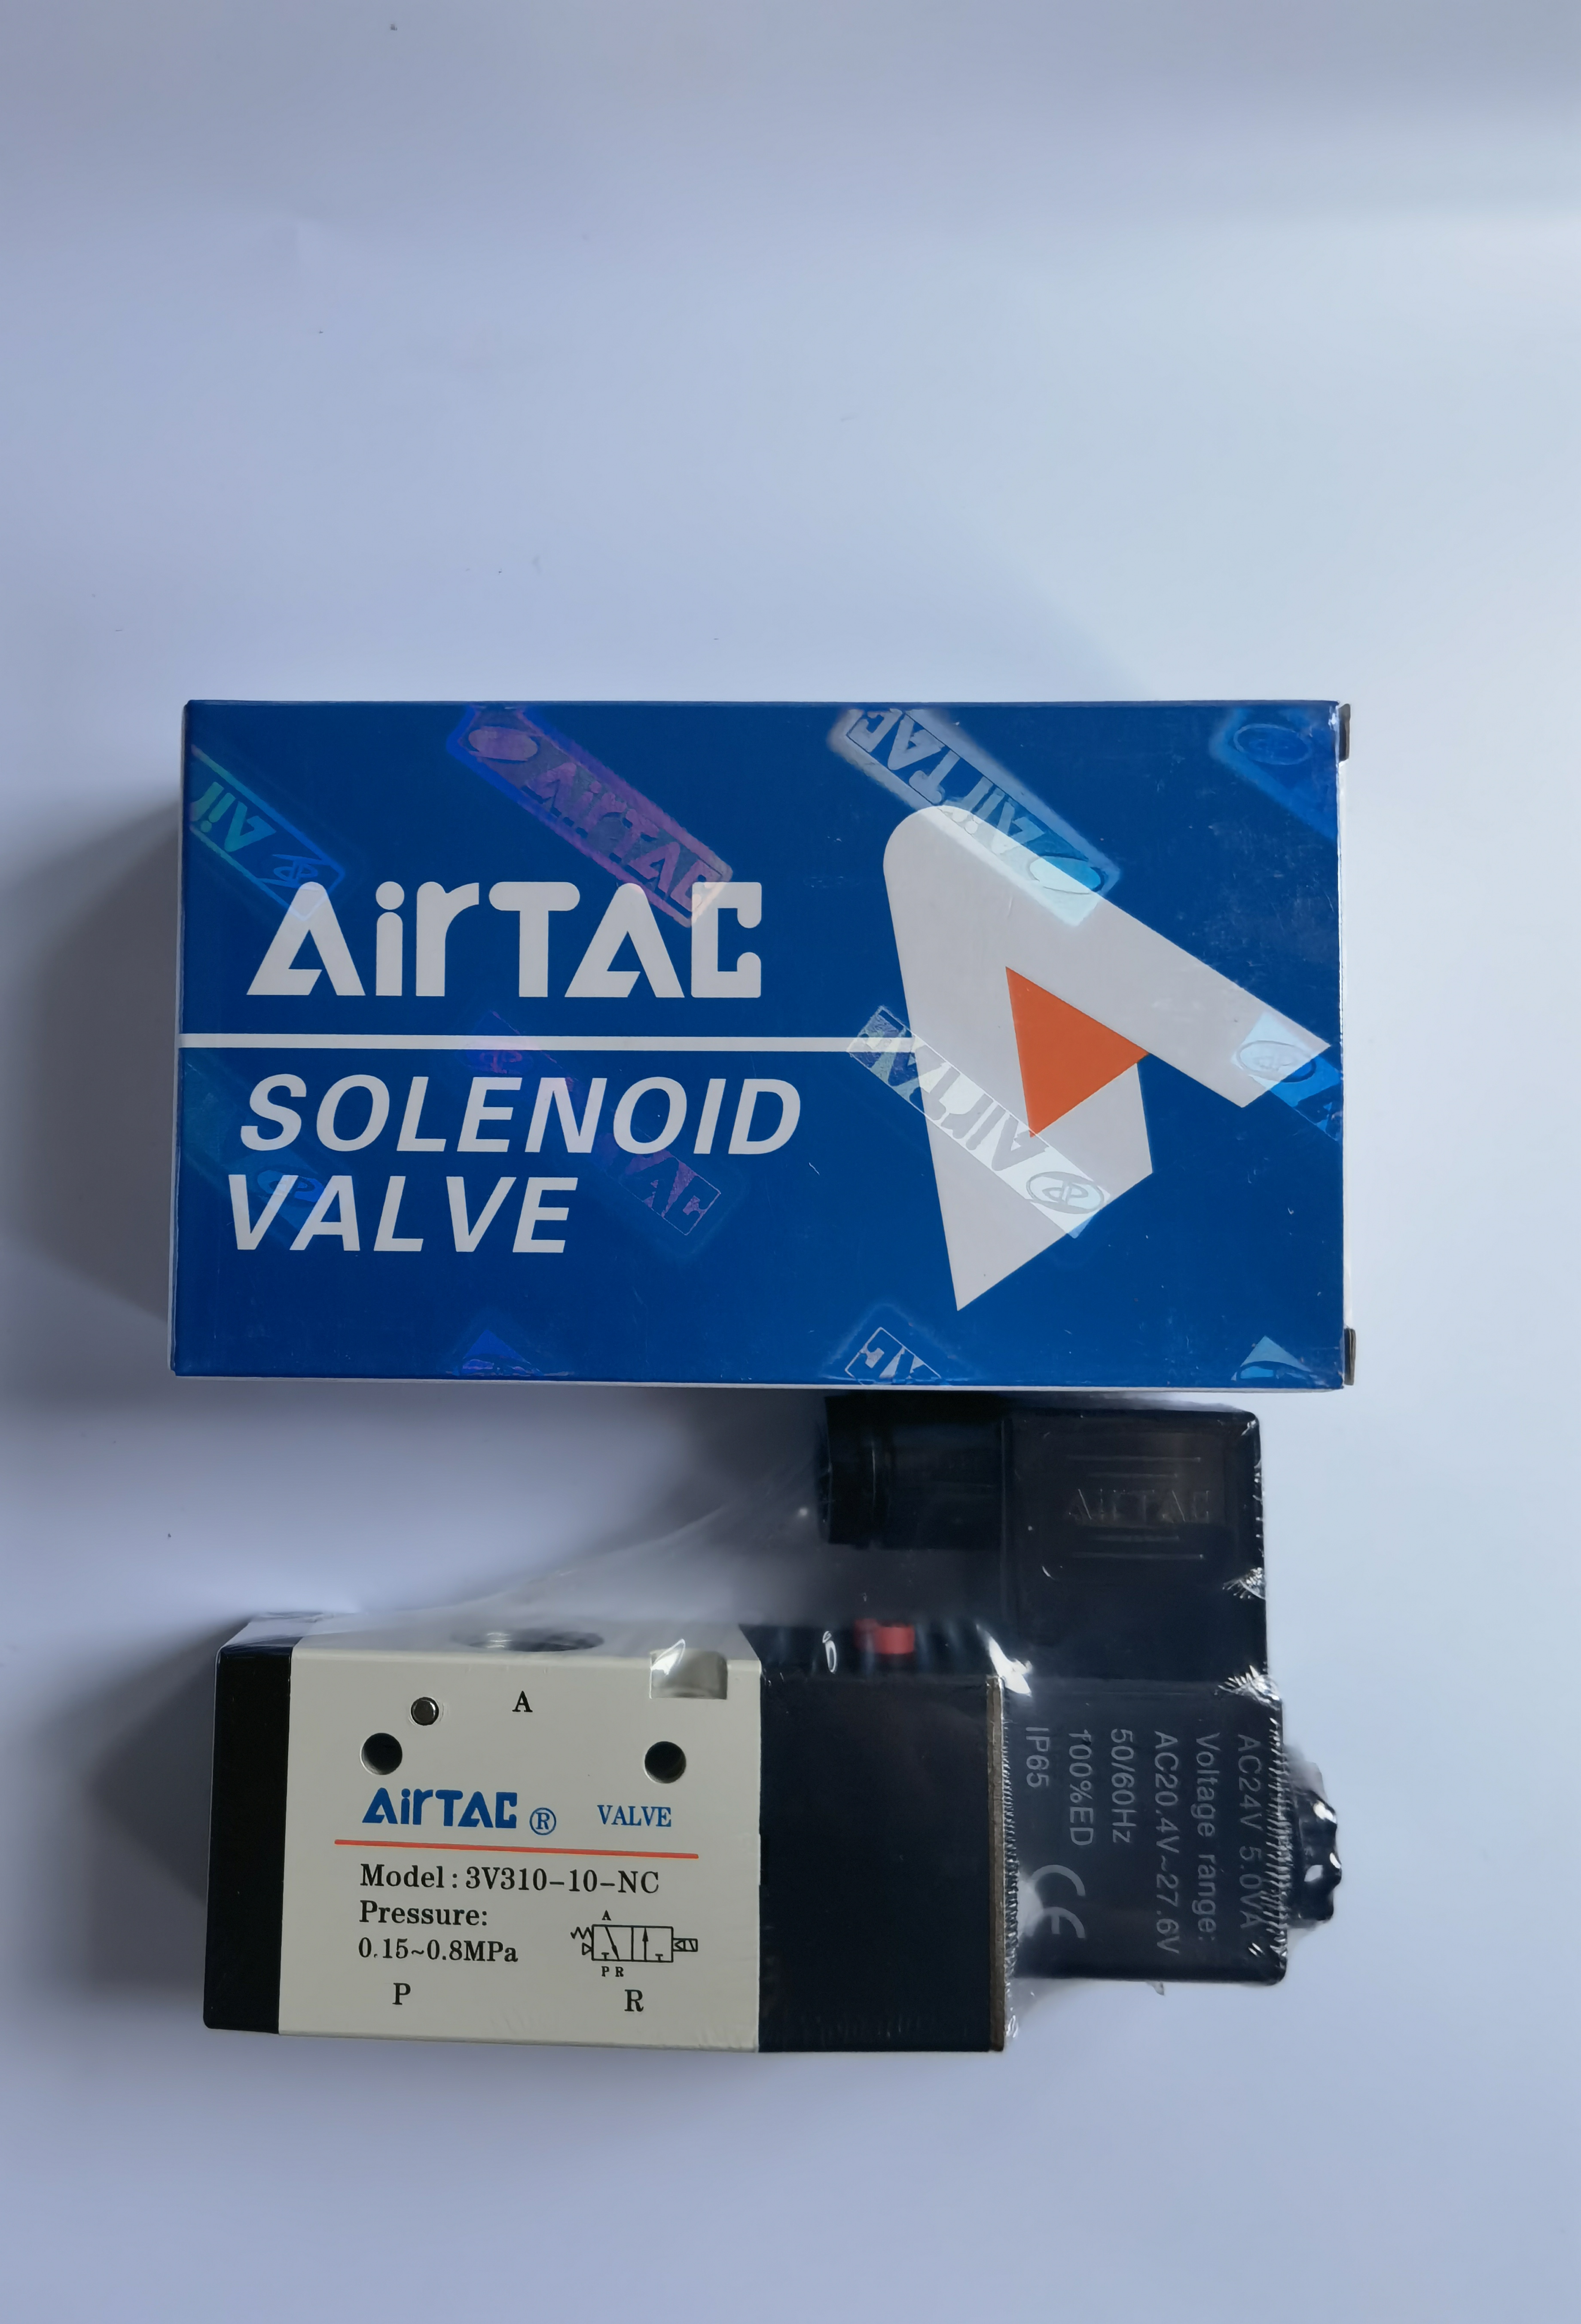 AirTAC
SOLENOID
VALVE
AirTAC
A
AirTAC® VALVE
Model: 3V310-10-NC
Pressure:
0.15~0.8MPa
A
P R
P
R
AC24V 5.0VA
Voltage range:
AC20.4V~27.6V
50/60Hz
100%ED
IP65
CE